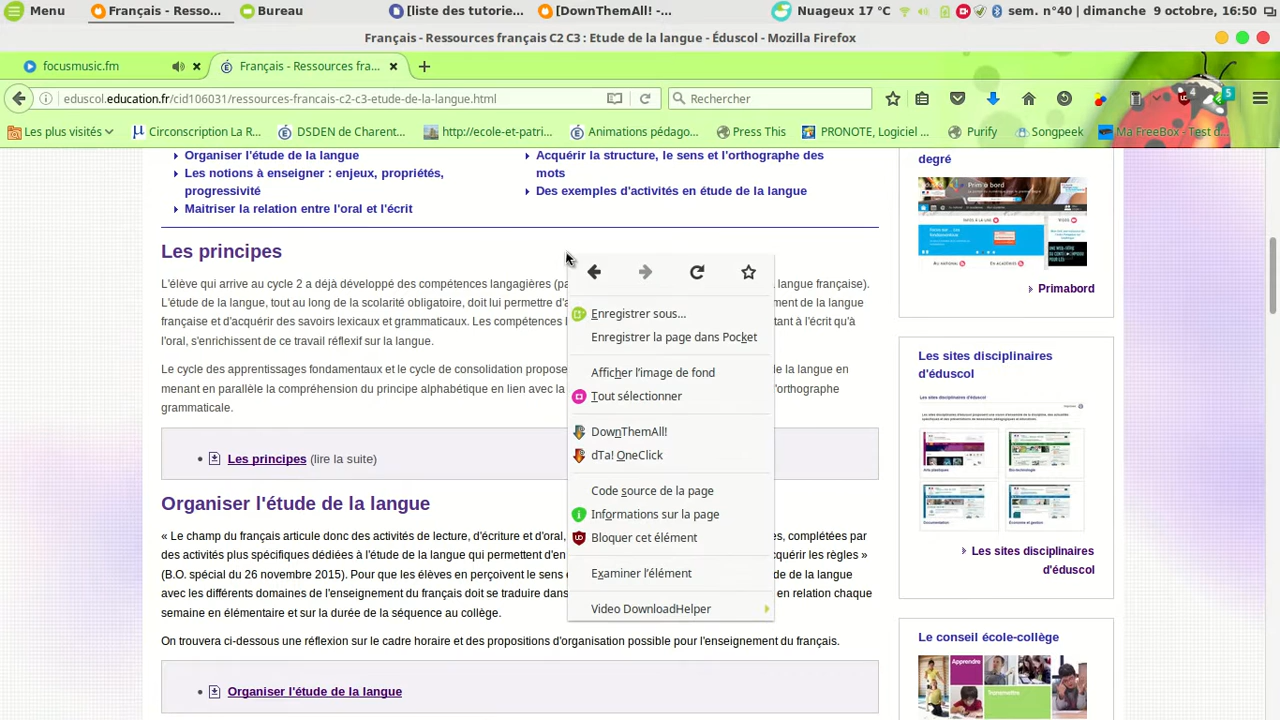 Menu Français - Resso... Bureau [liste des tutorie... [DownThemAll! -... Nuageux 17 °C sem. n°40 | dimanche 9 octobre, 16:50
Français - Ressources français C2 C3 : Etude de la langue - Éduscol - Mozilla Firefox
focusmusic.fm Français - Ressources fra...
eduscol.education.fr/cid106031/ressources-francais-c2-c3-etude-de-la-langue.html Rechercher 4 5
Les plus visités Circonscription La R... DSDEN de Charent... http://ecole-et-patri... Animations pédago... Press This PRONOTE, Logiciel ... Purify Songpeek Ma FreeBox - Test d...
Organiser l'étude de la langue
Les notions à enseigner : enjeux, propriétés,
progressivité
Maitriser l'orthographe à l'écrit
Acquérir la structure, le sens et l'orthographe des
mots
Des exemples d'activités en étude de la langue
Les principes
L'élève qui arrive au cycle 2 a déjà développé des compétences langagières (pa langue française).
L'étude de la langue, tout au long de la scolarité obligatoire, doit lui permettre d'a ment de la langue
française et d'acquérir des savoirs lexicaux et grammaticaux. Les compétences l tant à l'écrit qu'à
l'oral, s'enrichissent de ce travail réflexif sur la langue.
Le cycle des apprentissages fondamentaux et le cycle de consolidation propose de la langue en
menant en parallèle la compréhension du principe alphabétique en lien avec la l'orthographe
grammaticale.
Les principes te)
Organiser l'étude de la langue
« Le champ du français articule donc des activités de lecture, d'écriture et d'oral, es, complétées par
des activités plus spécifiques dédiées à l'étude de la langue qui permettent d'en acquérir les règles »
(B.O. spécial du 26 novembre 2015). Pour que les élèves en perçoivent le sens de de la langue
avec les différents domaines de l'enseignement du français doit se traduire dans en relation chaque
semaine en élémentaire et sur la durée de la séquence au collège.
On trouvera ci-dessous une réflexion sur le cadre horaire et des propositions d'organisation possible pour l'enseignement du français.
Organiser l'étude de la langue
Enregistrer sous...
Enregistrer la page dans Pocket
Afficher l'image de fond
Tout sélectionner
DownThemAll!
dTa! OneClick
Code source de la page
Informations sur la page
Bloquer cet élément
Examiner l'élément
Video DownloadHelper
degré
Primabord
Les sites disciplinaires
d'éduscol
Les sites disciplinaires
d'éduscol
Le conseil école-collège
Apprendre
Transmettre